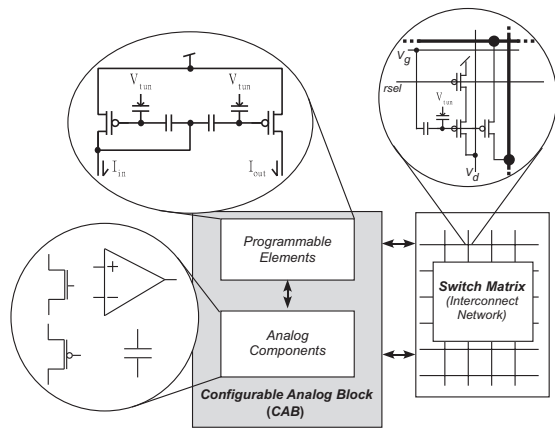 V_tun
V_tun
I_in
I_out
V_g
rsel
V_tun
V_d
Programmable
Elements
Analog
Components
+
−
Configurable Analog Block
(CAB)
Switch Matrix
(Interconnect
Network)